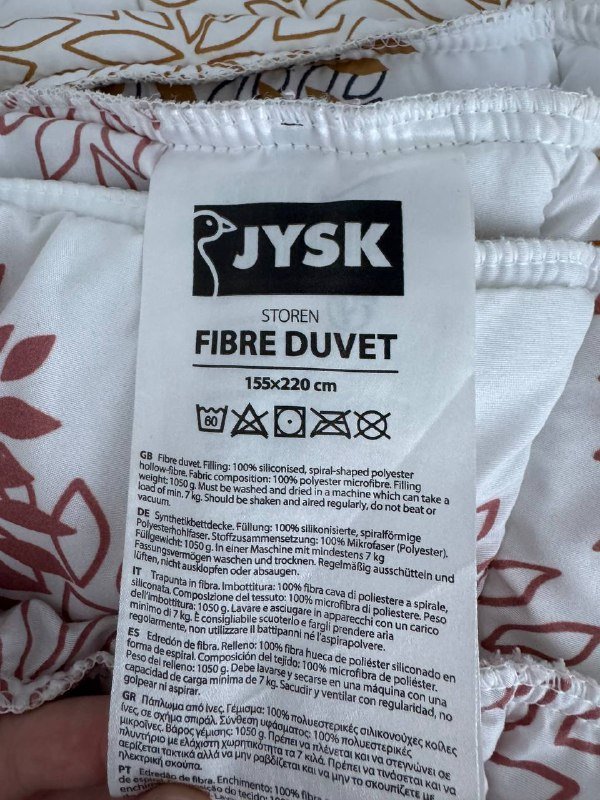 JYSK
STOREN
FIBRE DUVET
155×220 cm
60
GB Fibre duvet. Filling: 100% siliconised, spiral-shaped polyester
hollow-fibre. Fabric composition: 100% polyester microfibre. Filling
weight: 1050 g. Must be washed and dried in a machine which can take a
load of min. 7 kg. Should be shaken and aired regularly, do not beat or
vacuum.
DE Synthetikbettdecke. Füllung: 100% silikonisierte, spiralförmige
Polyesterhohlfaser. Stoffzusammensetzung: 100% Mikrofaser (Polyester).
Füllgewicht: 1050 g. In einer Maschine mit mindestens 7 kg
Fassungsvermögen waschen und trocknen. Regelmäßig ausschütteln und
lüften, nicht ausklopfen oder absaugen.
IT Trapunta in fibra. Imbottitura: 100% fibra cava di poliestere a spirale,
siliconata. Composizione del tessuto: 100% microfibra di poliestere. Peso
dell'imbottitura: 1050 g. Lavare e asciugare in apparecchi con un carico
minimo di 7 kg. È consigliabile scuoterlo e fargli prendere aria
regolarmente, non utilizzare il battipanni né l'aspirapolvere.
ES Edredón de fibra. Relleno: 100% fibra hueca de poliéster siliconado en
forma de espiral. Composición del tejido: 100% microfibra de poliéster.
Peso del relleno: 1050 g. Debe lavarse y secarse en una máquina con una
capacidad de carga mínima de 7 kg. Sacudir y ventilar con regularidad, no
golpear ni aspirar.
GR Πάπλωμα από ίνες. Γέμισμα: 100% πολυεστερικές σιλικονούχες κοίλες
ίνες, σε σχήμα σπιράλ. Σύνθεση υφάσματος: 100% πολυεστερικές
μικροΐνες. Βάρος γέμισης: 1050 g. Πρέπει να πλένεται και να στεγνώνει σε
πλυντήριο με ελάχιστη χωρητικότητα τα 7 κιλά. Πρέπει να τινάσεται και να
αερίζεται τακτικά αλλά να μην ραβδίζεται και να μην το σκουπίζετε με
ηλεκτρική σκούπα.
PT Edredão de fibra. Enchimento: 100% fibra
de espiral. Composição do tecido: 100%